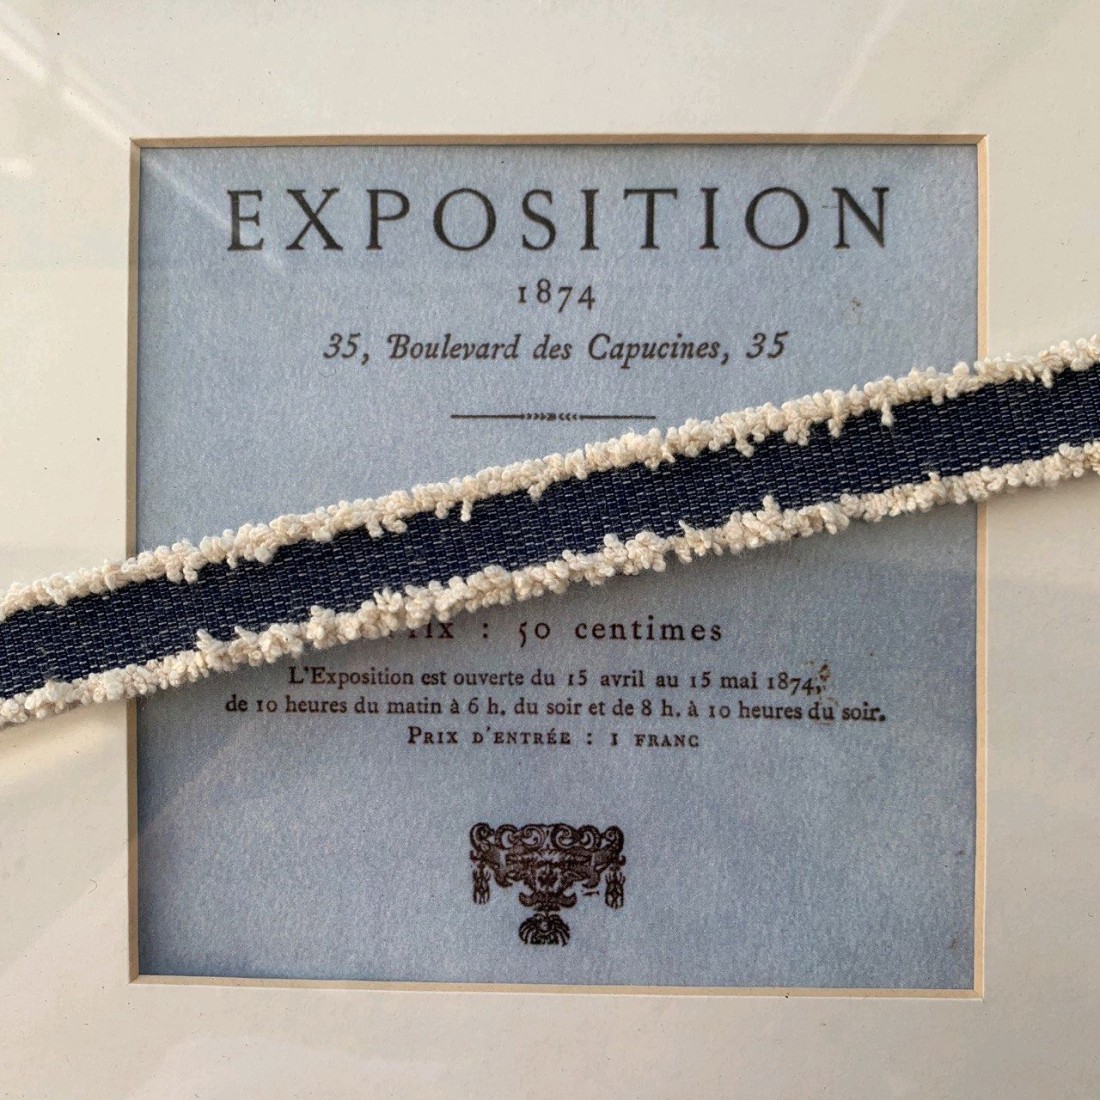 EXPOSITION
1874
35, Boulevard des Capucines, 35
PRIX : 50 centimes
L'Exposition est ouverte du 15 avril au 15 mai 1874,
de 10 heures du matin à 6 h. du soir et de 8 h. à 10 heures du soir.
PRIX D'ENTRÉE : 1 FRANC